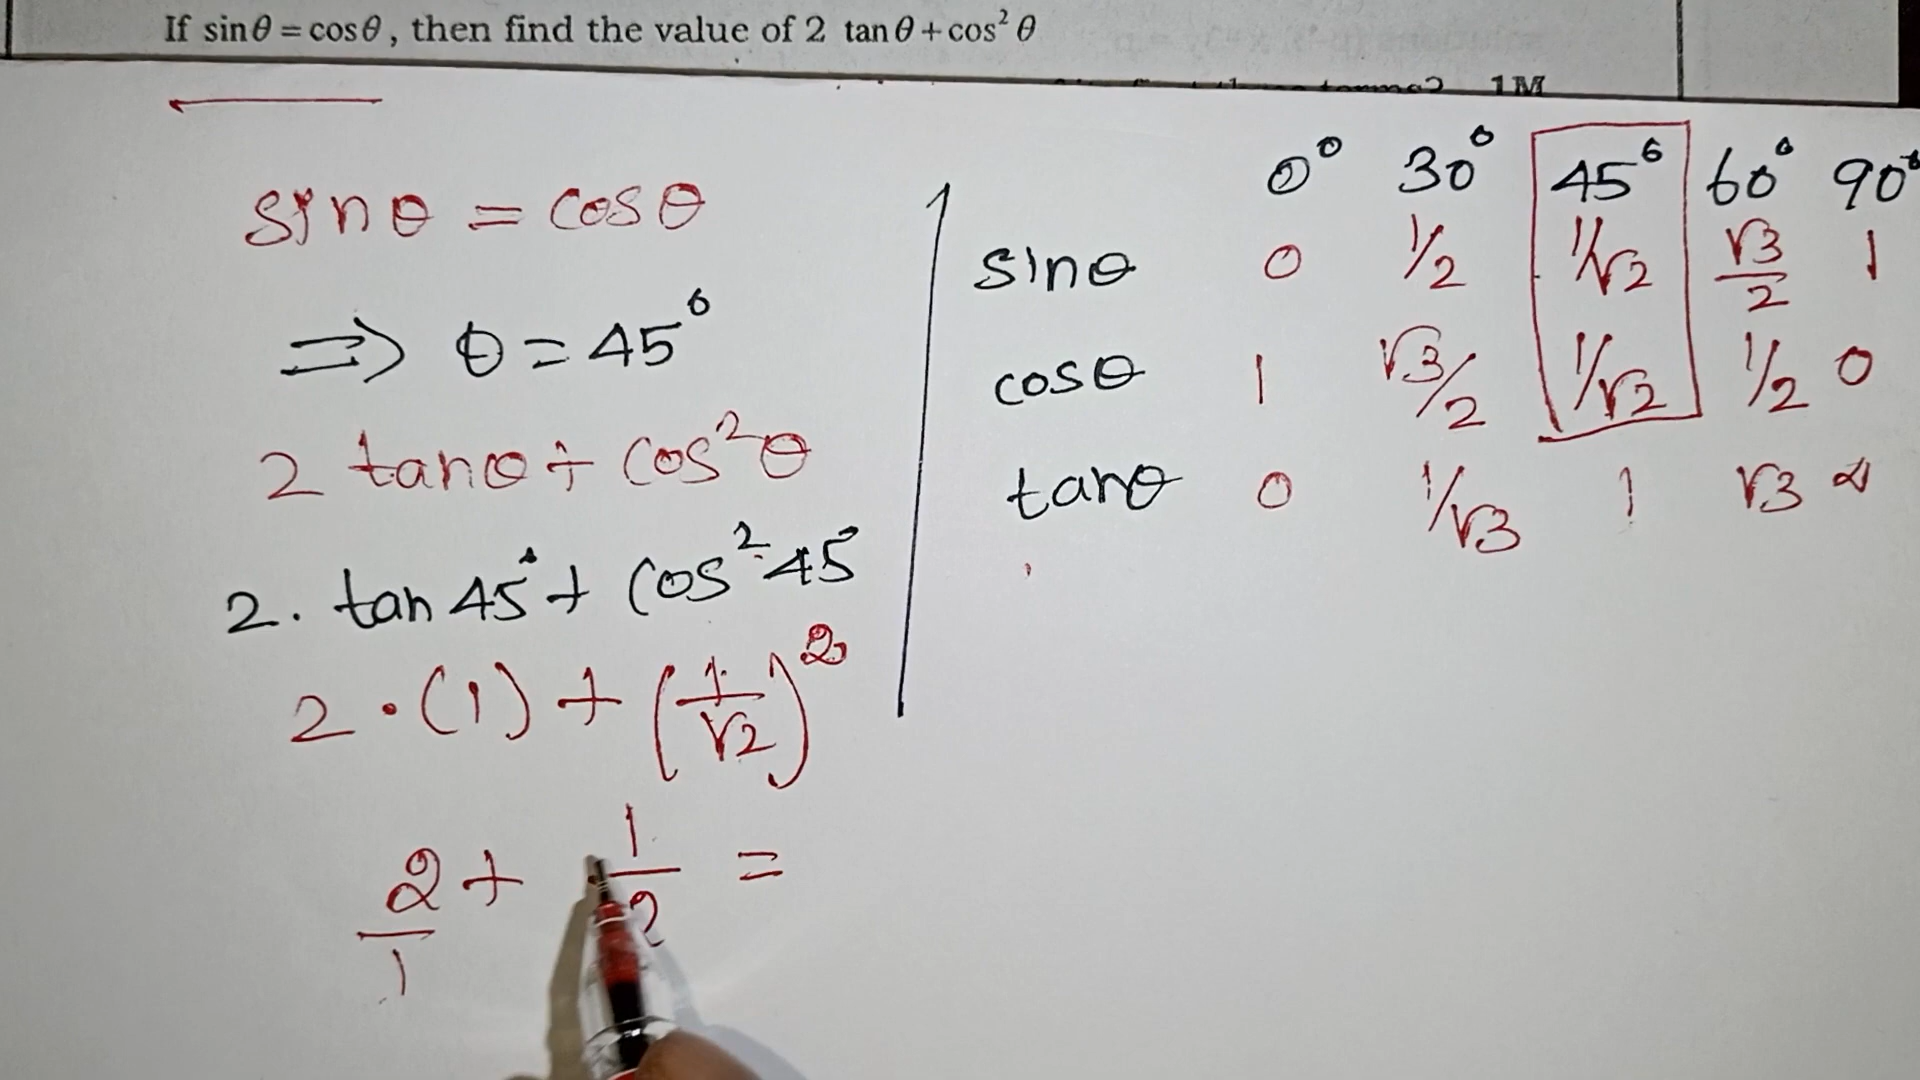 If sinθ = cosθ, then find the value of 2 tanθ + cos² θ
1M
sinθ = cosθ
⇒ θ = 45°
2 tanθ + cos²θ
2. tan 45° + cos² 45
2 · (1) + (1/√2)²
2/1 + 1/2 =
0° 30° 45° 60° 90°
sinθ 0 1/2 1/√2 √3/2 1
cosθ 1 √3/2 1/√2 1/2 0
tanθ 0 1/√3 1 √3